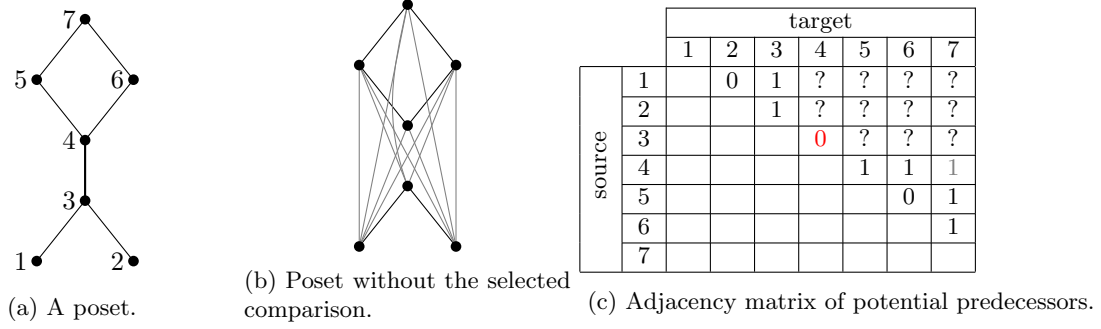 7
5 6
4
3
1 2
(a) A poset.
(b) Poset without the selected
comparison.
target
1 2 3 4 5 6 7
source
1 0 1 ? ? ? ?
2 1 ? ? ? ?
3 0 ? ? ?
4 1 1 1
5 0 1
6 1
7
(c) Adjacency matrix of potential predecessors.